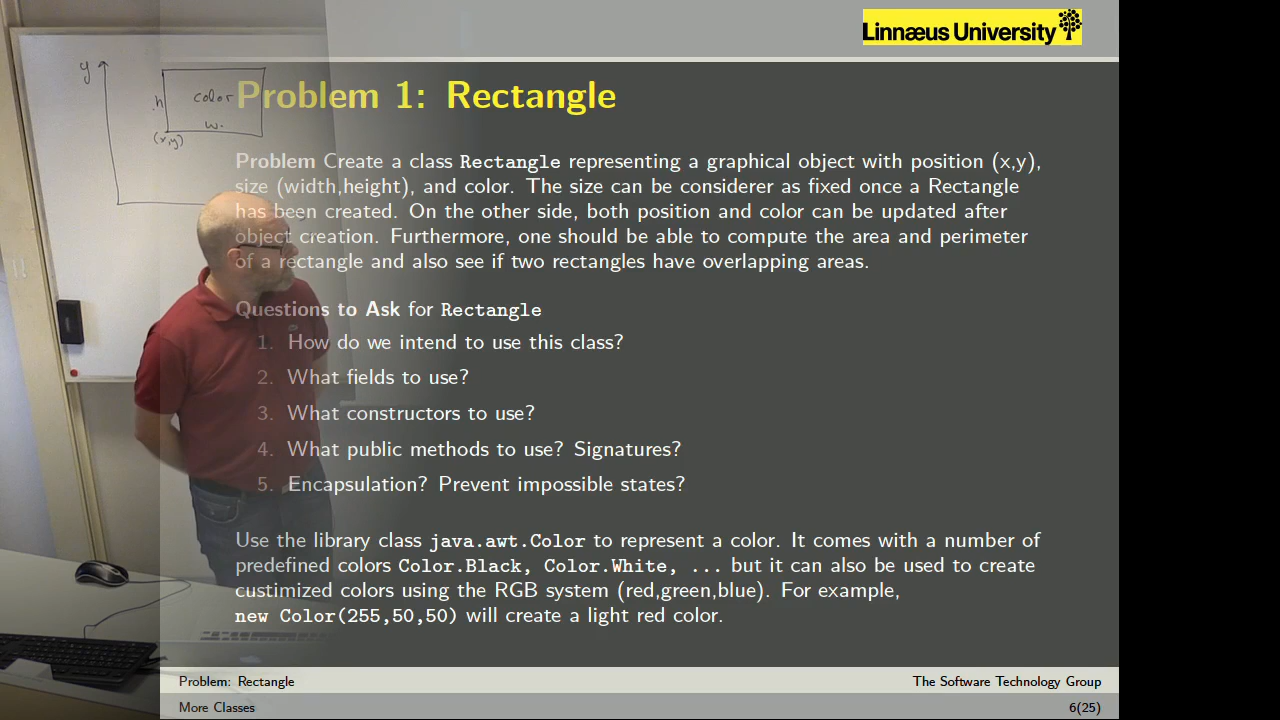 Linnæus University
y
h
color
w
(x,y)
Problem 1: Rectangle
Problem Create a class Rectangle representing a graphical object with position (x,y),
size (width,height), and color. The size can be considerer as fixed once a Rectangle
has been created. On the other side, both position and color can be updated after
object creation. Furthermore, one should be able to compute the area and perimeter
of a rectangle and also see if two rectangles have overlapping areas.
Questions to Ask for Rectangle
1. How do we intend to use this class?
2. What fields to use?
3. What constructors to use?
4. What public methods to use? Signatures?
5. Encapsulation? Prevent impossible states?
Use the library class java.awt.Color to represent a color. It comes with a number of
predefined colors Color.Black, Color.White, ... but it can also be used to create
custimized colors using the RGB system (red,green,blue). For example,
new Color(255,50,50) will create a light red color.
Problem: Rectangle
The Software Technology Group
More Classes
6(25)